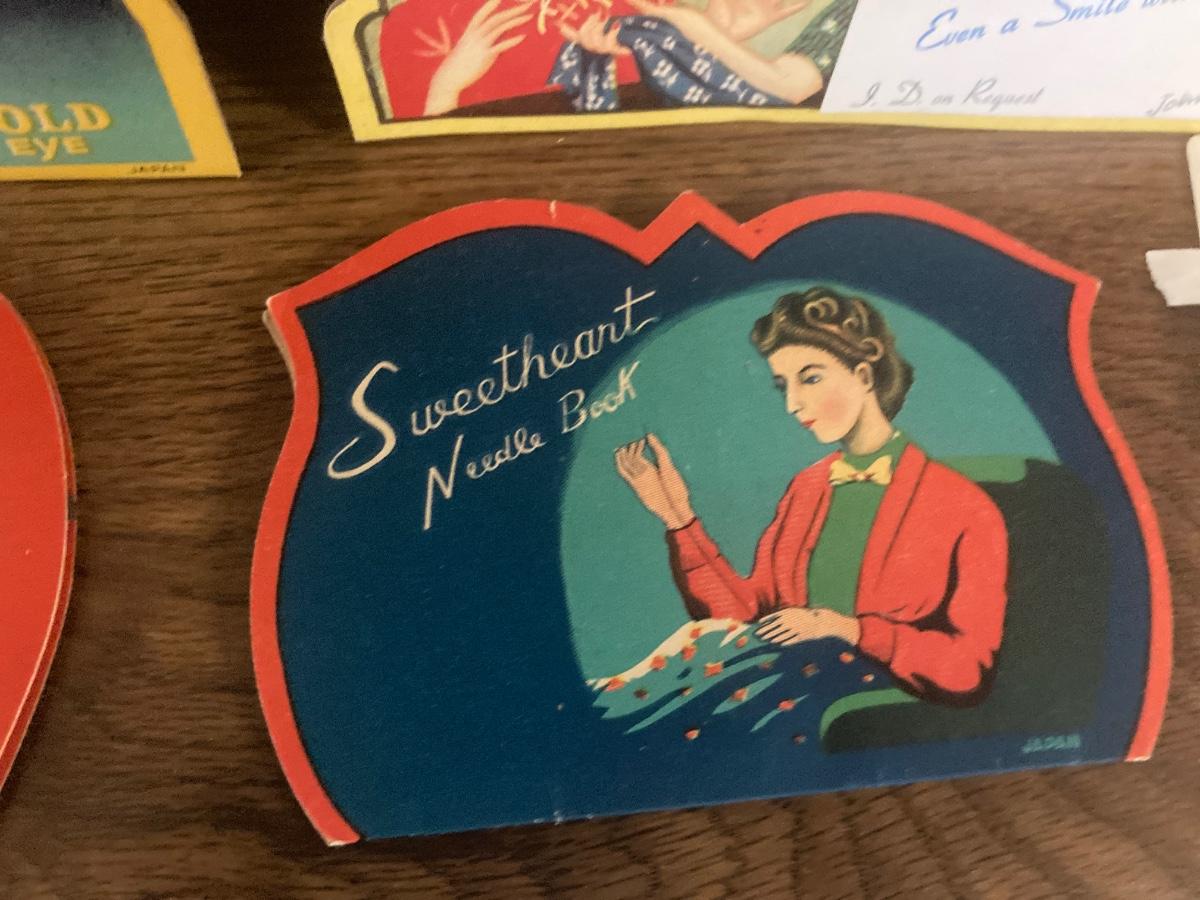 OLD
EYE
JAPAN
Even a Smile
I. D. on Request
Sweetheart
Needle Book
JAPAN